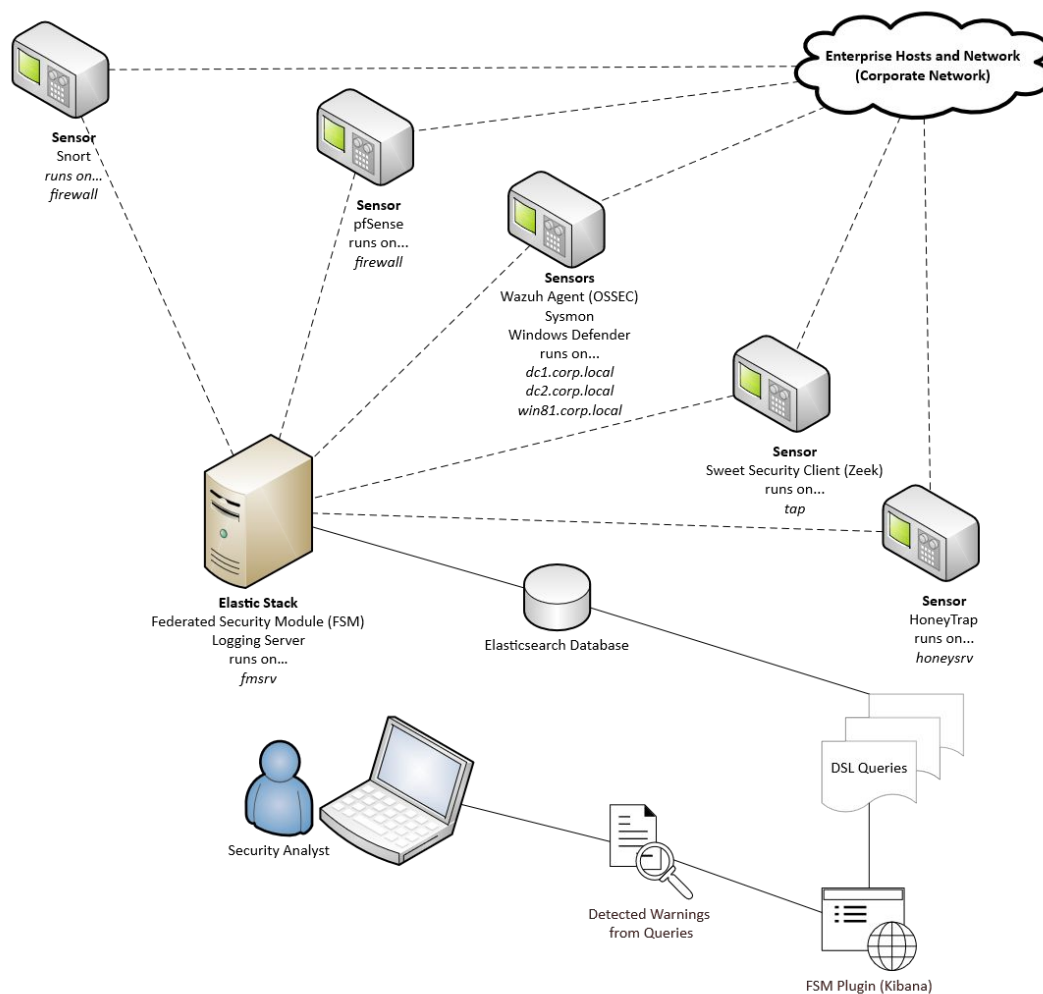 Enterprise Hosts and Network
(Corporate Network)
Sensor
Snort
runs on...
firewall
Sensor
pfSense
runs on...
firewall
Sensors
Wazuh Agent (OSSEC)
Sysmon
Windows Defender
runs on...
dc1.corp.local
dc2.corp.local
win81.corp.local
Sensor
Sweet Security Client (Zeek)
runs on...
tap
Sensor
HoneyTrap
runs on...
honeysrv
Elastic Stack
Federated Security Module (FSM)
Logging Server
runs on...
fmsrv
Elasticsearch Database
DSL Queries
Security Analyst
Detected Warnings
from Queries
FSM Plugin (Kibana)